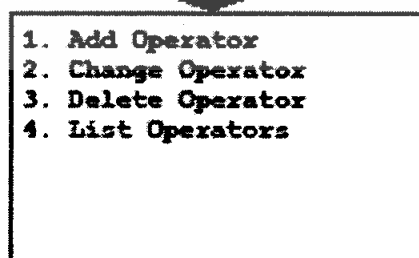 1. Add Operator
2. Change Operator
3. Delete Operator
4. List Operators